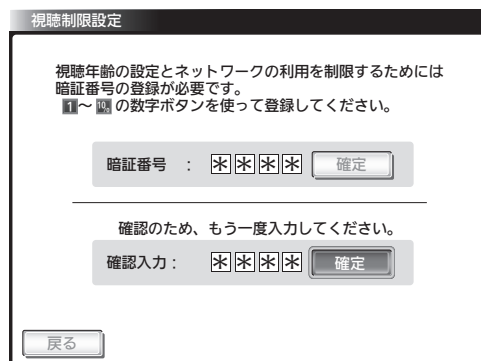 視聴制限設定
視聴年齢の設定とネットワークの利用を制限するためには
暗証番号の登録が必要です。
1～10の数字ボタンを使って登録してください。
暗証番号 : ＊＊＊＊ 確定
確認のため、もう一度入力してください。
確認入力 : ＊＊＊＊ 確定
戻る